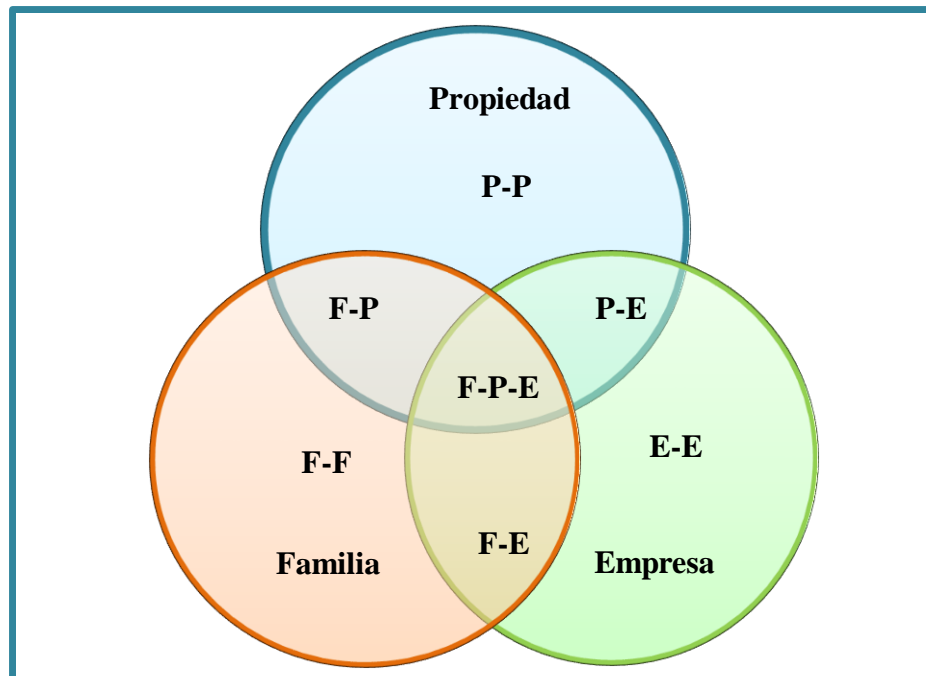 Propiedad
P-P
F-P
P-E
F-P-E
F-F
E-E
F-E
Familia
Empresa